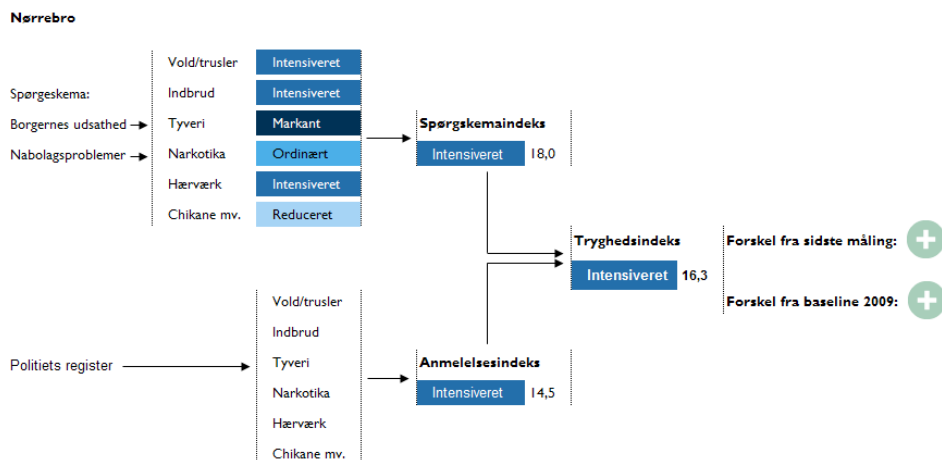 Nørrebro
Vold/trusler Intensiveret
Spørgeskema: Indbrud Intensiveret
Borgernes udsathed Tyveri Markant Spørgskemaindeks
Nabolagsproblemer Narkotika Ordinært Intensiveret 18,0
Hærværk Intensiveret
Chikane mv. Reduceret
Tryghedsindeks Forskel fra sidste måling:
Intensiveret 16,3
Forskel fra baseline 2009:
Vold/trusler
Indbrud
Politiets register Tyveri Anmelelsesindeks
Narkotika Intensiveret 14,5
Hærværk
Chikane mv.